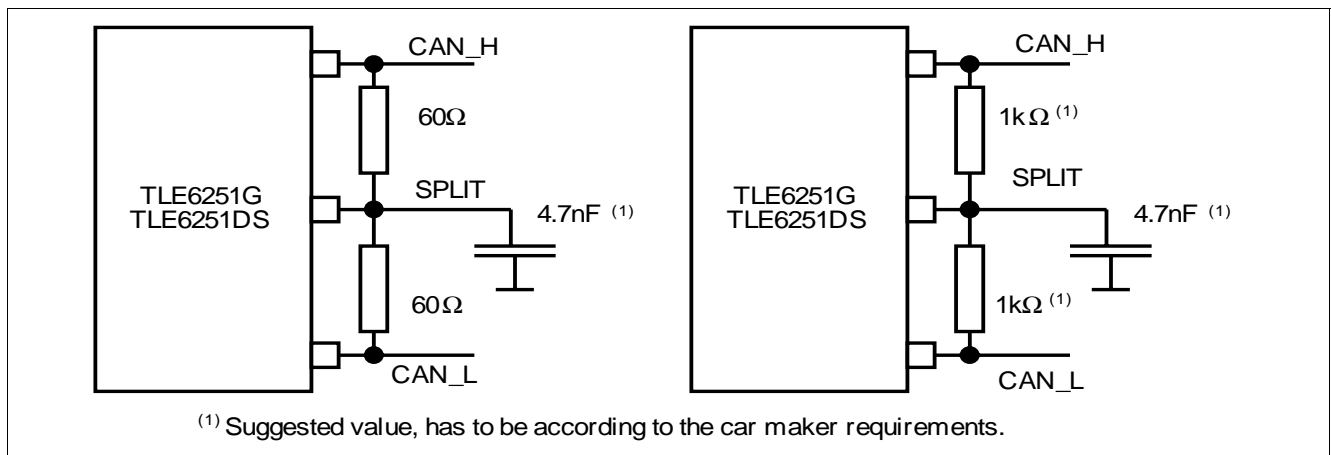 CAN_H
60Ω
TLE6251G
TLE6251DS
SPLIT
4.7nF (1)
60Ω
CAN_L
CAN_H
1kΩ (1)
TLE6251G
TLE6251DS
SPLIT
4.7nF (1)
1kΩ (1)
CAN_L
(1) Suggested value, has to be according to the car maker requirements.